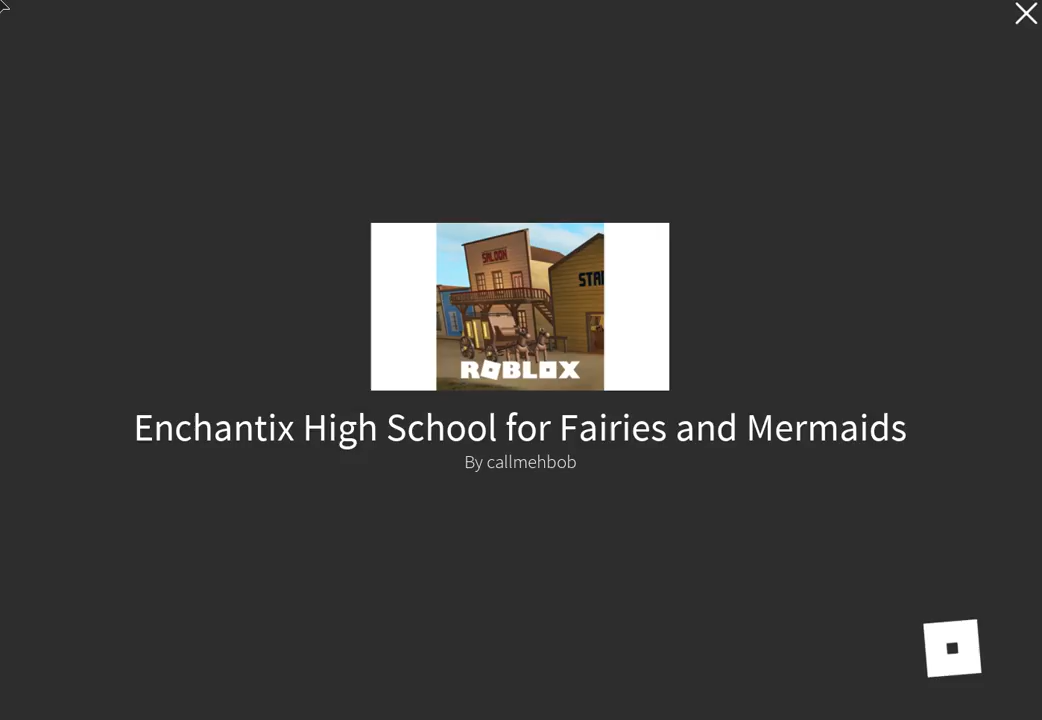 SALOON
STA
ROBLOX
Enchantix High School for Fairies and Mermaids
By callmehbob